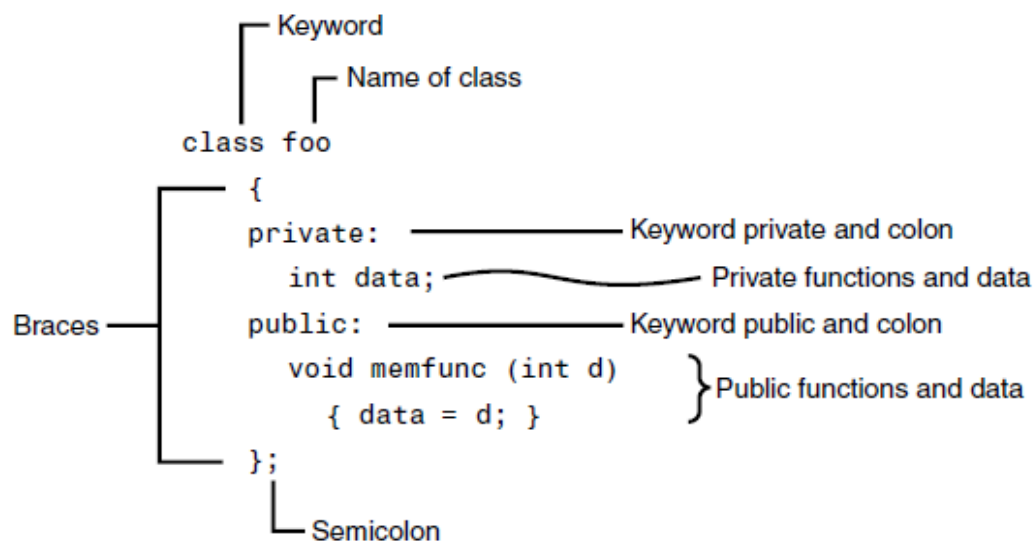 Keyword
Name of class
class foo
{
private: Keyword private and colon
int data; Private functions and data
Braces public: Keyword public and colon
void memfunc (int d)
Public functions and data
{ data = d; }
};
Semicolon